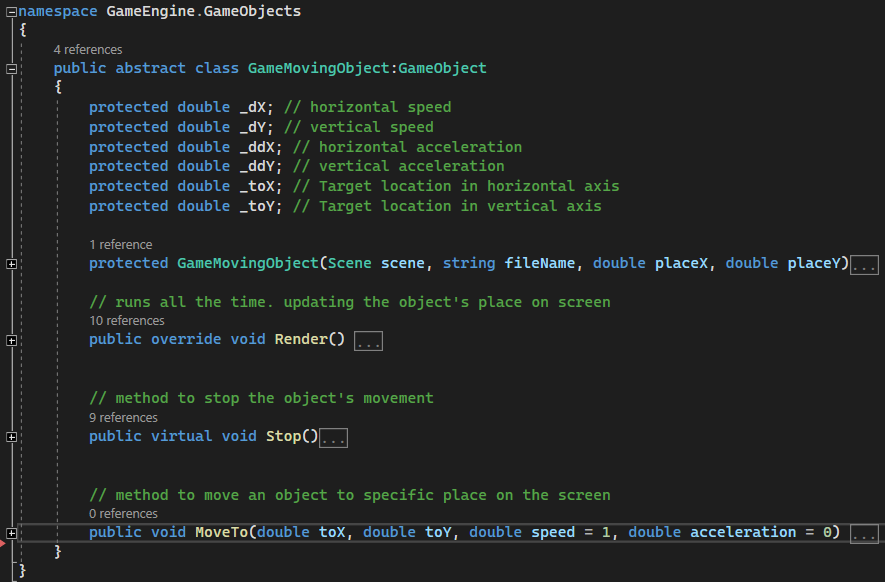 namespace GameEngine.GameObjects
{
4 references
public abstract class GameMovingObject:GameObject
{
protected double _dX; // horizontal speed
protected double _dY; // vertical speed
protected double _ddX; // horizontal acceleration
protected double _ddY; // vertical acceleration
protected double _toX; // Target location in horizontal axis
protected double _toY; // Target location in vertical axis
1 reference
protected GameMovingObject(Scene scene, string fileName, double placeX, double placeY)...
// runs all the time. updating the object's place on screen
10 references
public override void Render() ...
// method to stop the object's movement
9 references
public virtual void Stop()...
// method to move an object to specific place on the screen
0 references
public void MoveTo(double toX, double toY, double speed = 1, double acceleration = 0) ...
}
}